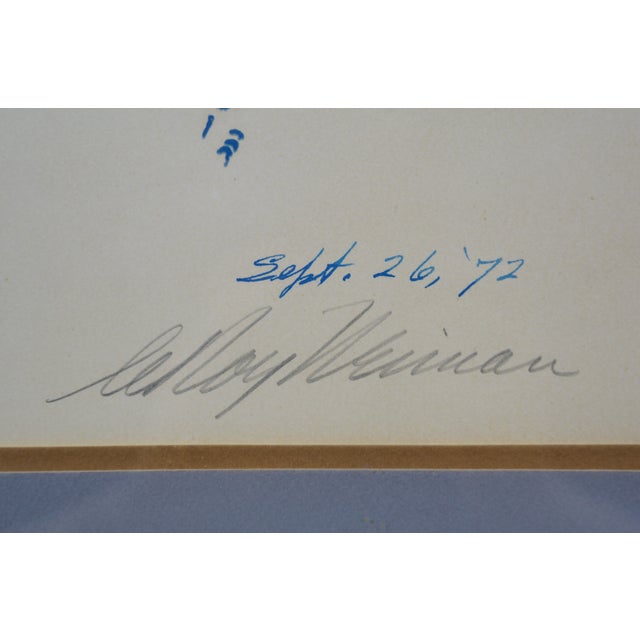 Sept. 26, '72
LeRoy Neiman